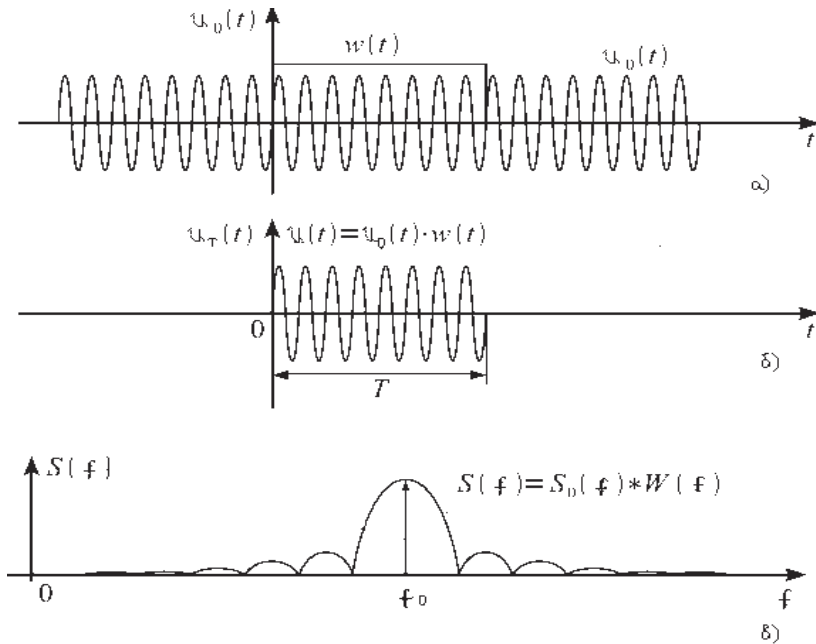 u₀(t)
w(t)
u₀(t)
t
а)
u_T(t) u(t)=u₀(t)·w(t)
0
t
T
б)
S(f)
S(f)=S₀(f)*W(f)
0
f₀
f
б)